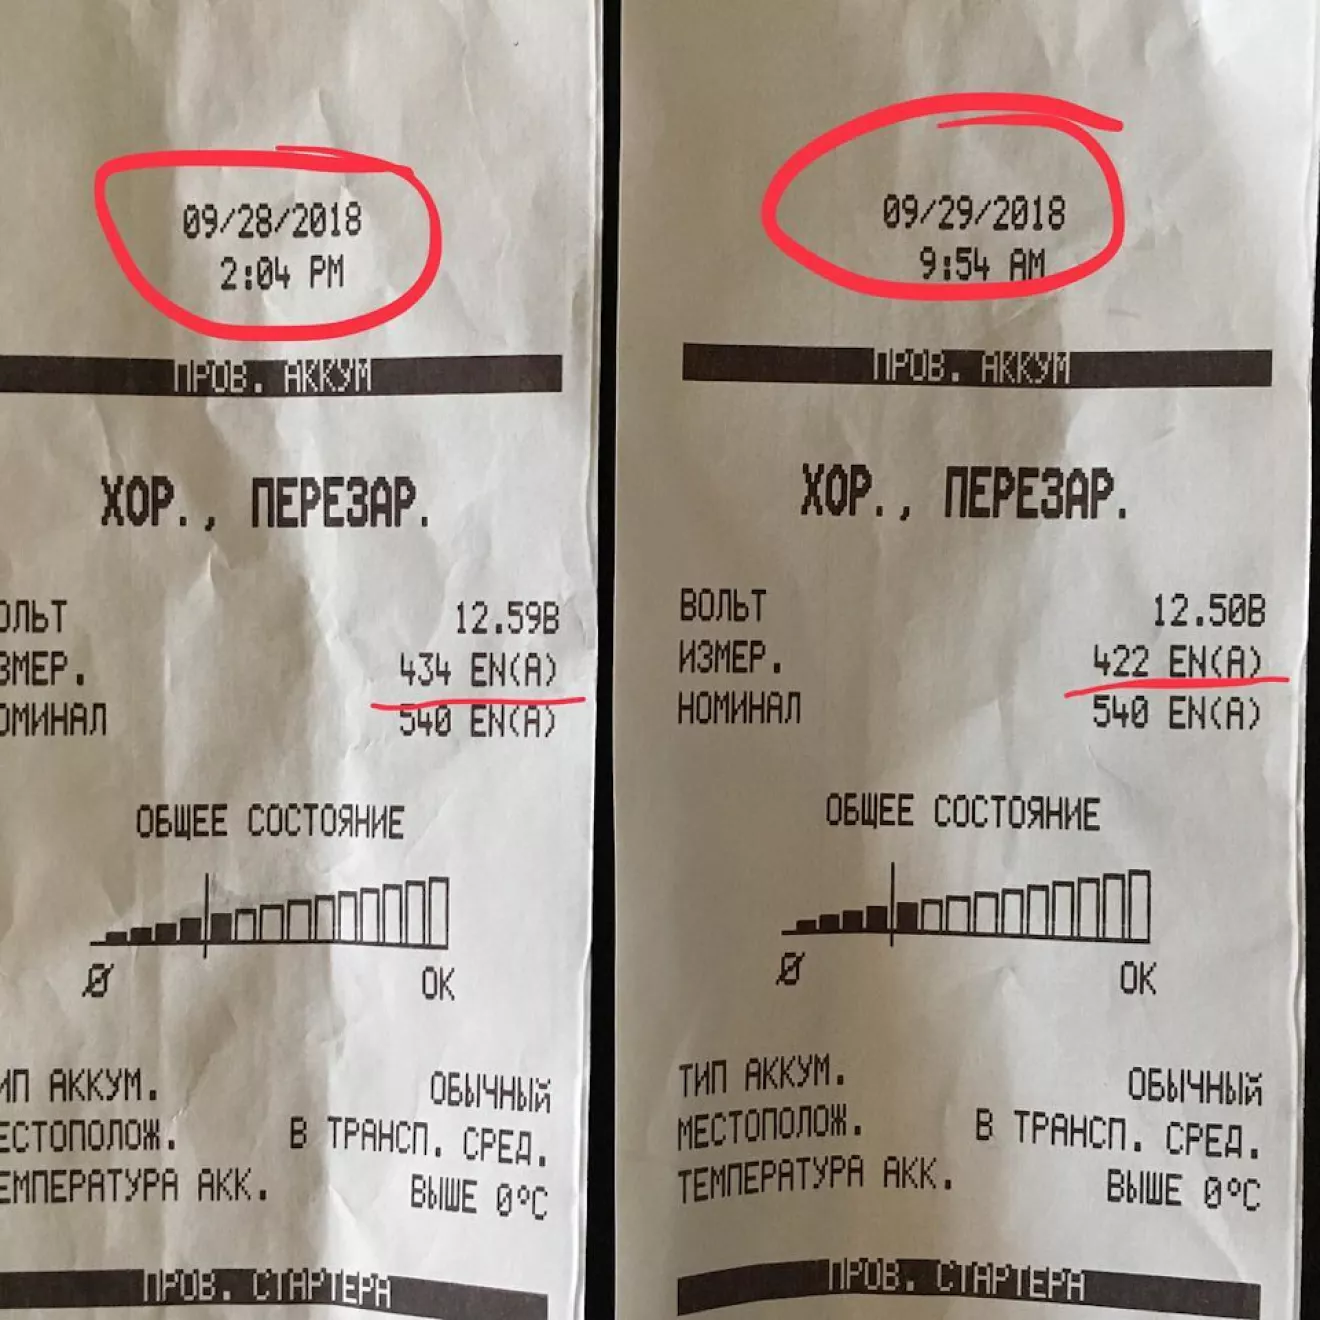 09/28/2018
2:04 PM
ПРОВ. АККУМ
ХОР., ПЕРЕЗАР.
ОЛЬТ 12.59В
ЗМЕР. 434 EN(A)
ОМИНАЛ 540 EN(A)
ОБЩЕЕ СОСТОЯНИЕ
0 OK
ИП АККУМ. ОБЫЧНЫЙ
ЕСТОПОЛОЖ. В ТРАНСП. СРЕД.
ЕМПЕРАТУРА АКК. ВЫШЕ 0°C
ПРОВ. СТАРТЕРА
09/29/2018
9:54 AM
ПРОВ. АККУМ
ХОР., ПЕРЕЗАР.
ВОЛЬТ 12.50В
ИЗМЕР. 422 EN(A)
НОМИНАЛ 540 EN(A)
ОБЩЕЕ СОСТОЯНИЕ
0 OK
ТИП АККУМ. ОБЫЧНЫЙ
МЕСТОПОЛОЖ. В ТРАНСП. СРЕД.
ТЕМПЕРАТУРА АКК. ВЫШЕ 0°C
ПРОВ. СТАРТЕРА